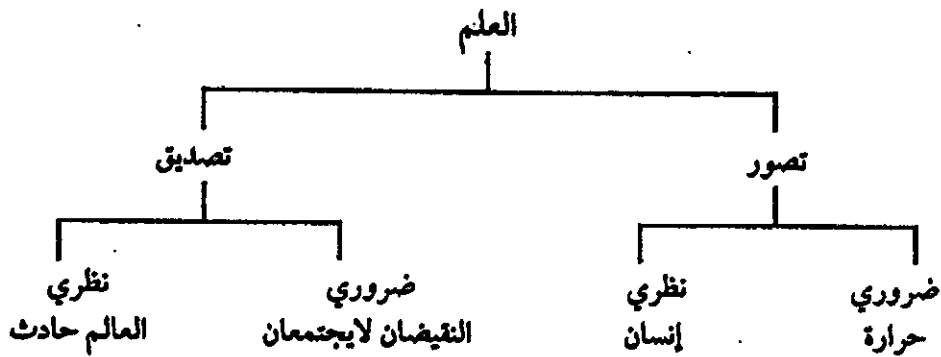 العلم
تصور
تصديق
ضروري
نظري
ضروري
نظري
حرارة
إنسان
النقيضان لايجتمعان
العالم حادث